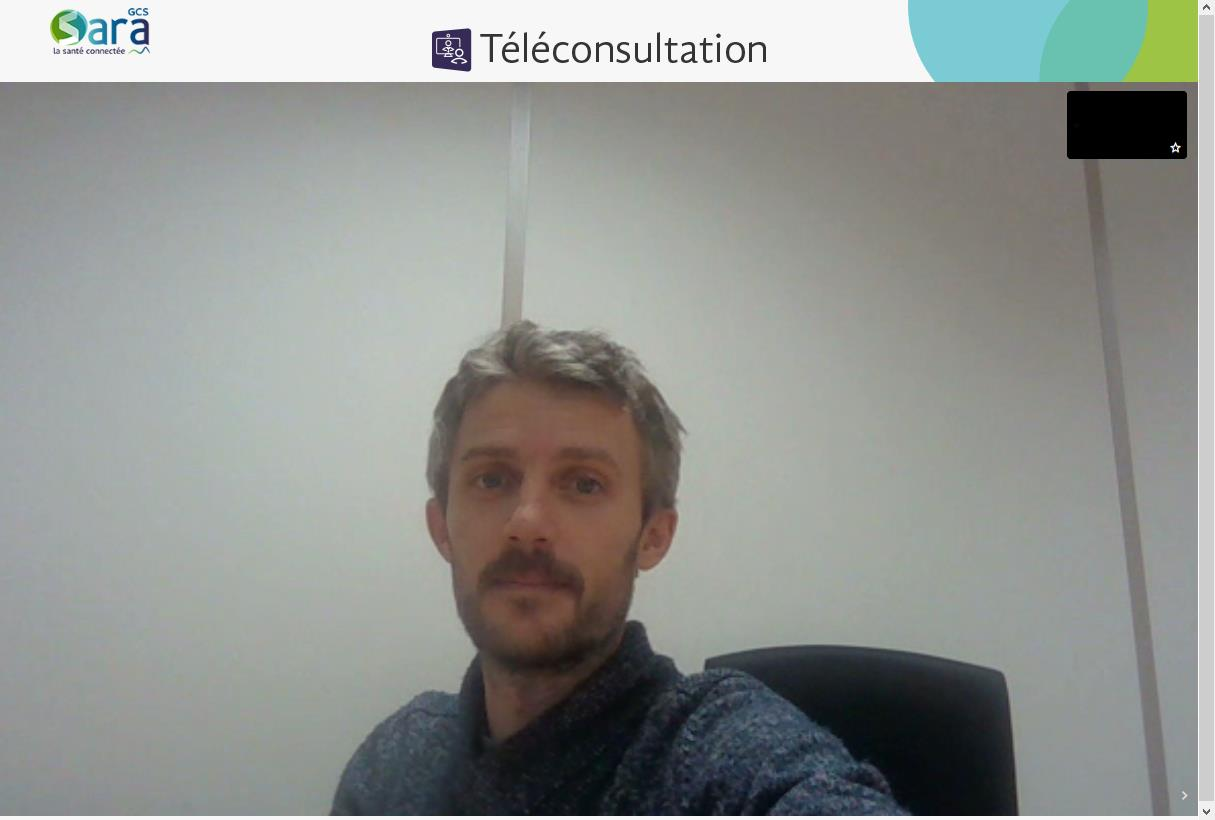 GCS
Sara
la santé connectée
Téléconsultation